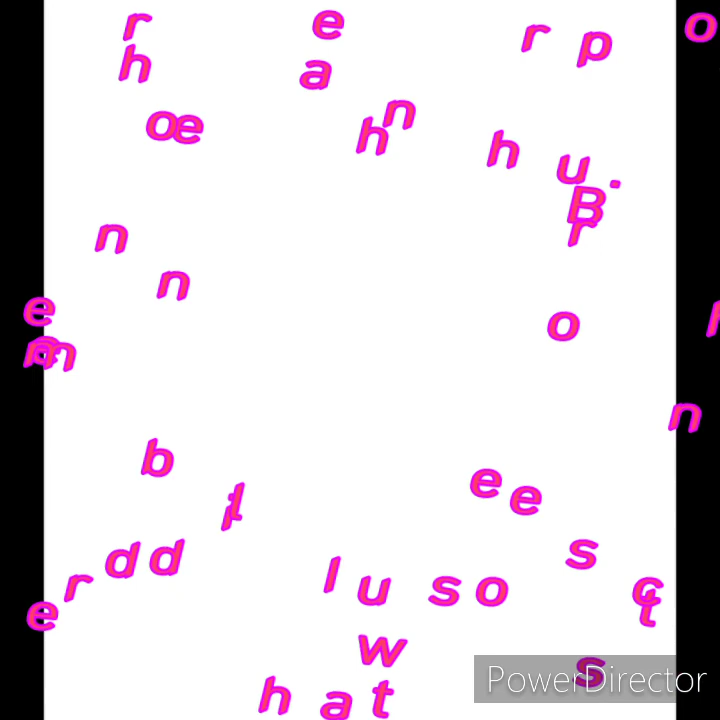 r e r p o
h a
o e h n h u .
B
n r
n
e o
m
n
b e e
l
d d s
r l u s o c
e t
w
s
PowerDirector
h a t